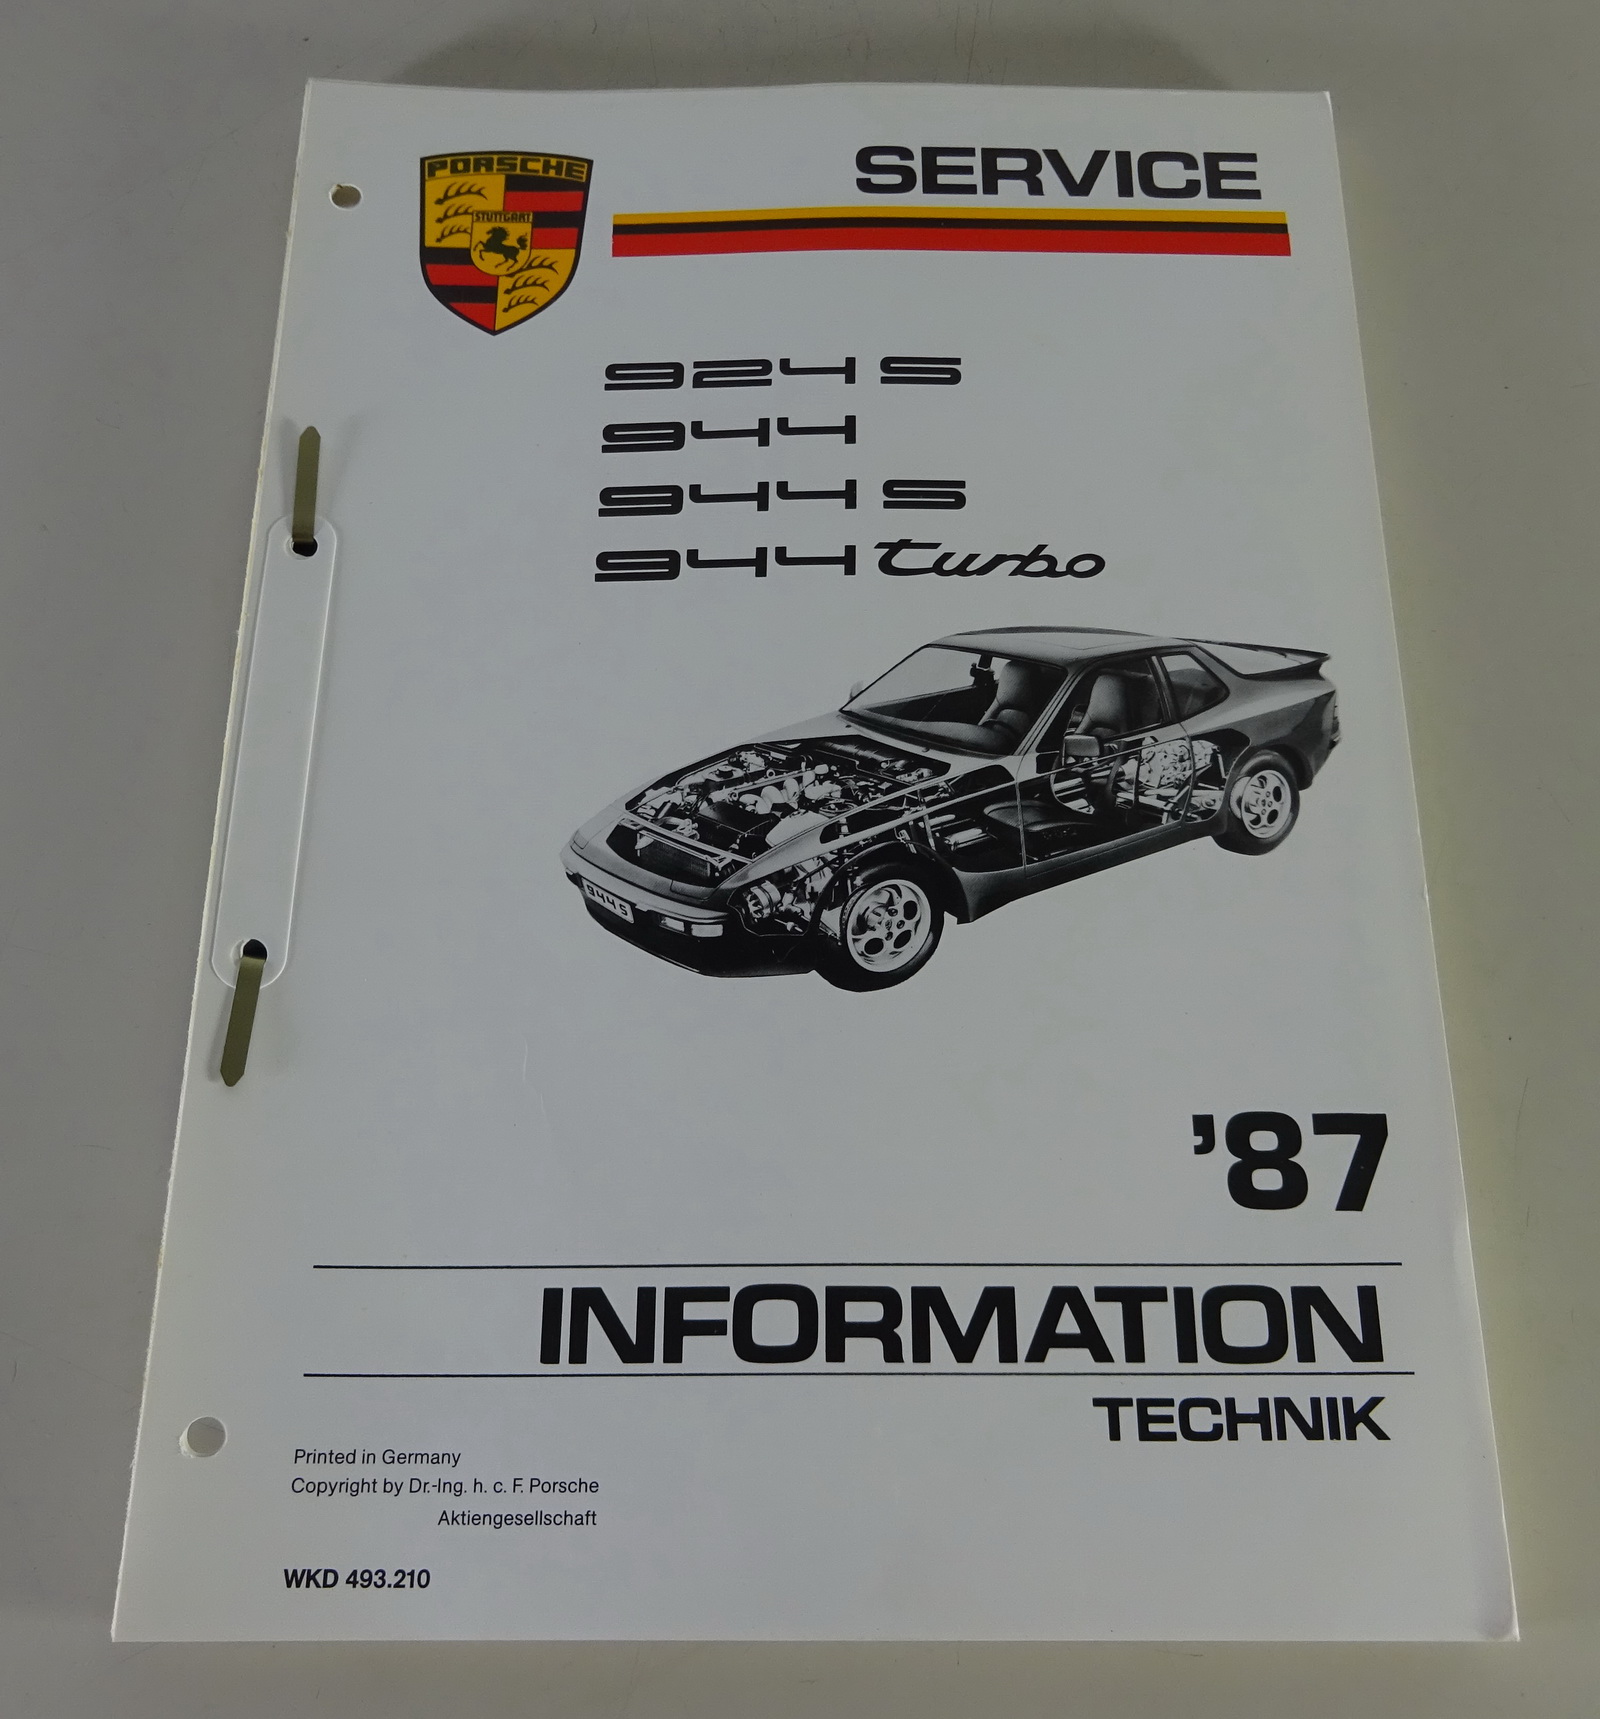 PORSCHE
STUTTGART
SERVICE
924 S
944
944 S
944 turbo
944 S
'87
INFORMATION
TECHNIK
Printed in Germany
Copyright by Dr.-Ing. h. c. F. Porsche
Aktiengesellschaft
WKD 493.210